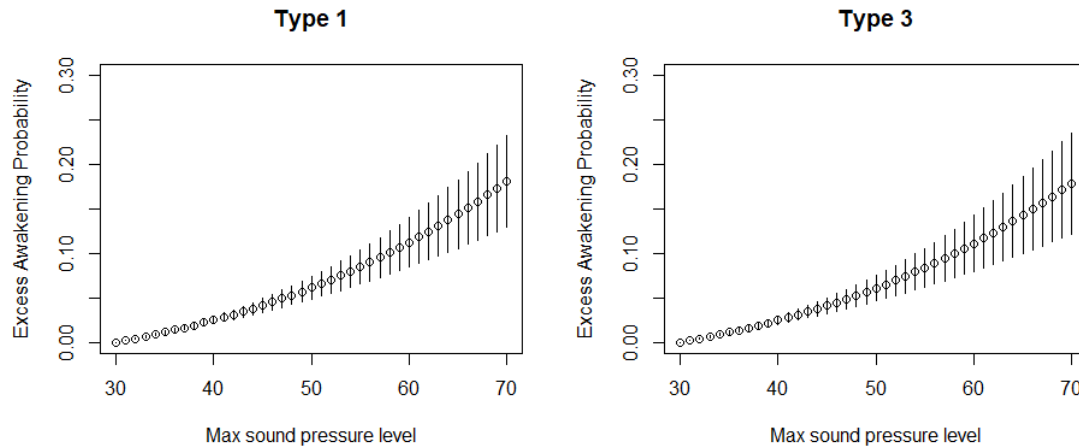 Type 1
Excess Awakening Probability
0.30
0.20
0.10
0.00
30 40 50 60 70
Max sound pressure level
Type 3
Excess Awakening Probability
0.30
0.20
0.10
0.00
30 40 50 60 70
Max sound pressure level